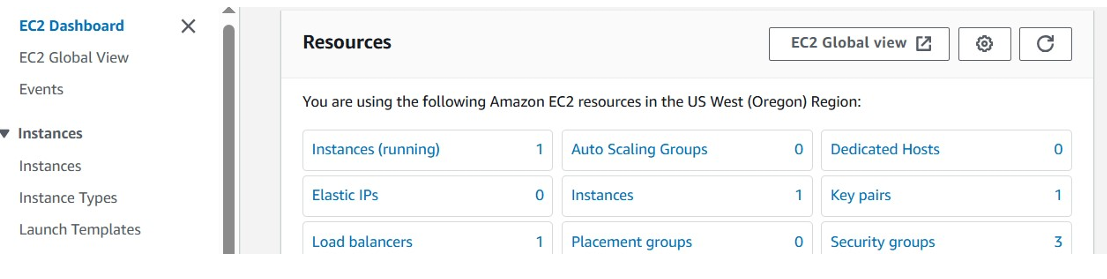 EC2 Dashboard
EC2 Global View
Events
Instances
Instances
Instance Types
Launch Templates
Resources
EC2 Global view
You are using the following Amazon EC2 resources in the US West (Oregon) Region:
Instances (running) 1
Auto Scaling Groups 0
Dedicated Hosts 0
Elastic IPs 0
Instances 1
Key pairs 1
Load balancers 1
Placement groups 0
Security groups 3